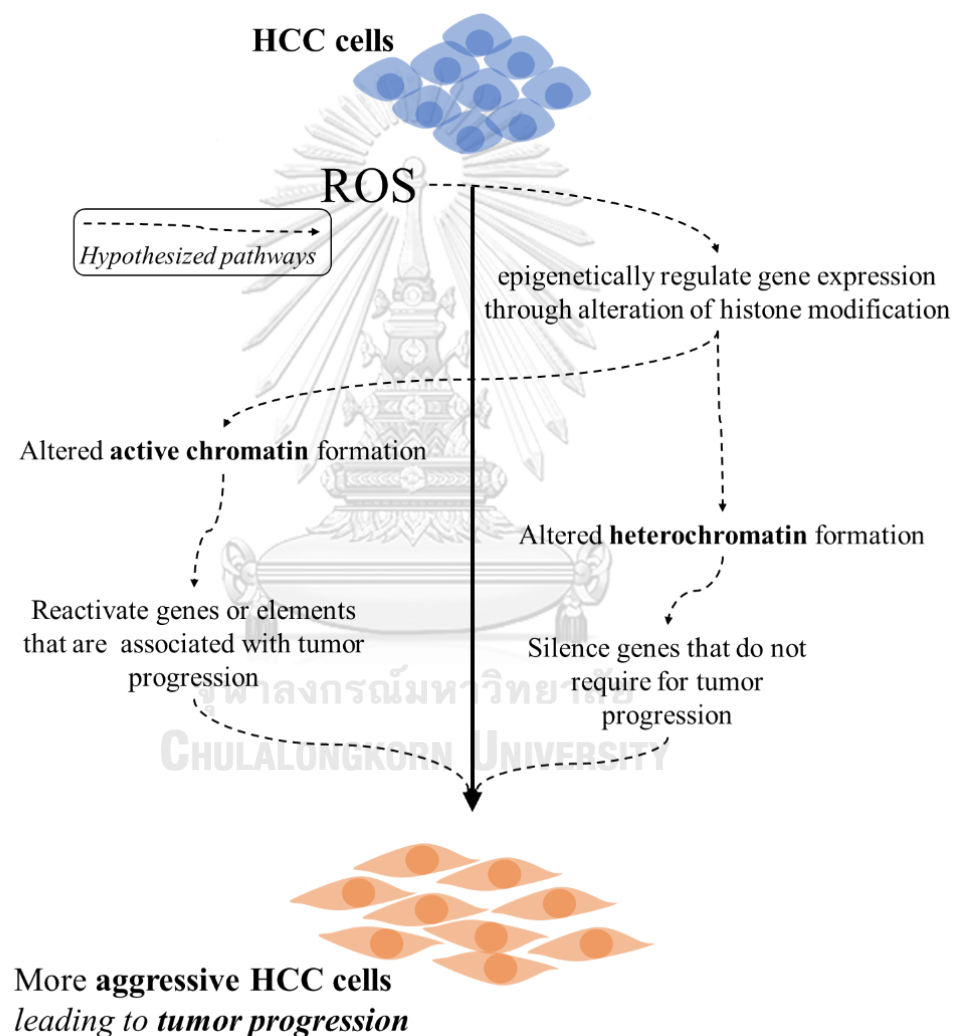 HCC cells
ROS
Hypothesized pathways
epigenetically regulate gene expression
through alteration of histone modification
Altered active chromatin formation
Altered heterochromatin formation
Reactivate genes or elements
that are associated with tumor
progression
Silence genes that do not
require for tumor
progression
จุฬาลงกรณ์มหาวิทยาลัย
CHULALONGKORN UNIVERSITY
More aggressive HCC cells
leading to tumor progression